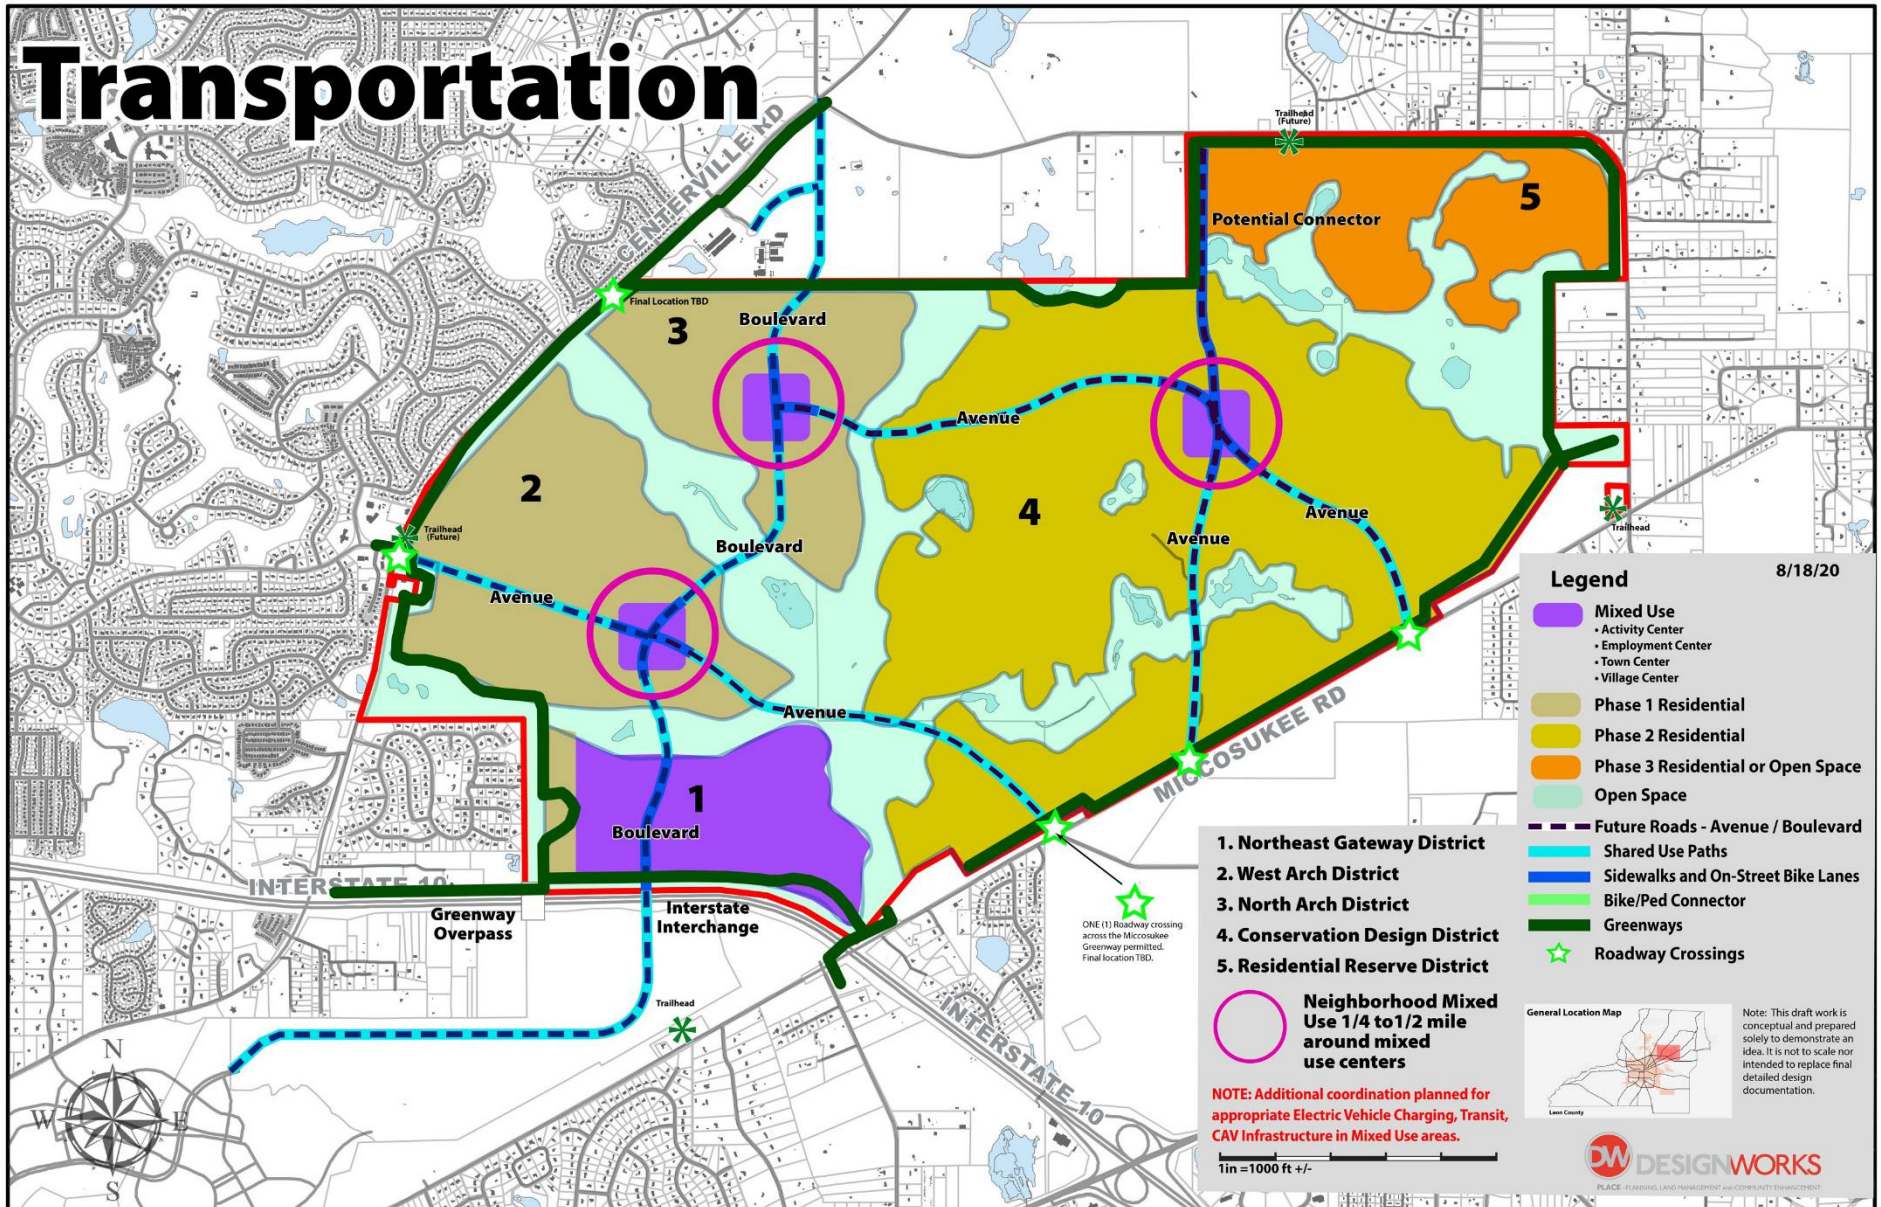 Transportation
CENTERVILLE RD
Trailhead
(Future)
5
Potential Connector
Final Location TBD
3
Boulevard
Avenue
2
4
Avenue
Trailhead
Trailhead
(Future)
Boulevard
Avenue
Avenue
Avenue
MICCOSUKEE RD
1
Boulevard
INTERSTATE 10
Greenway
Overpass
Interstate
Interchange
ONE (1) Roadway crossing
across the Miccosukee
Greenway permitted.
Final location TBD.
Trailhead
INTERSTATE 10
N
W
E
S
Legend
8/18/20
Mixed Use
• Activity Center
• Employment Center
• Town Center
• Village Center
Phase 1 Residential
Phase 2 Residential
Phase 3 Residential or Open Space
Open Space
Future Roads - Avenue / Boulevard
Shared Use Paths
Sidewalks and On-Street Bike Lanes
Bike/Ped Connector
Greenways
Roadway Crossings
1. Northeast Gateway District
2. West Arch District
3. North Arch District
4. Conservation Design District
5. Residential Reserve District
Neighborhood Mixed
Use 1/4 to1/2 mile
around mixed
use centers
NOTE: Additional coordination planned for
appropriate Electric Vehicle Charging, Transit,
CAV Infrastructure in Mixed Use areas.
1in =1000 ft +/-
General Location Map
Leon County
Note: This draft work is
conceptual and prepared
solely to demonstrate an
idea. It is not to scale nor
intended to replace final
detailed design
documentation.
DW DESIGNWORKS
PLACE - PLANNING, LAND MANAGEMENT and COMMUNITY ENHANCEMENT